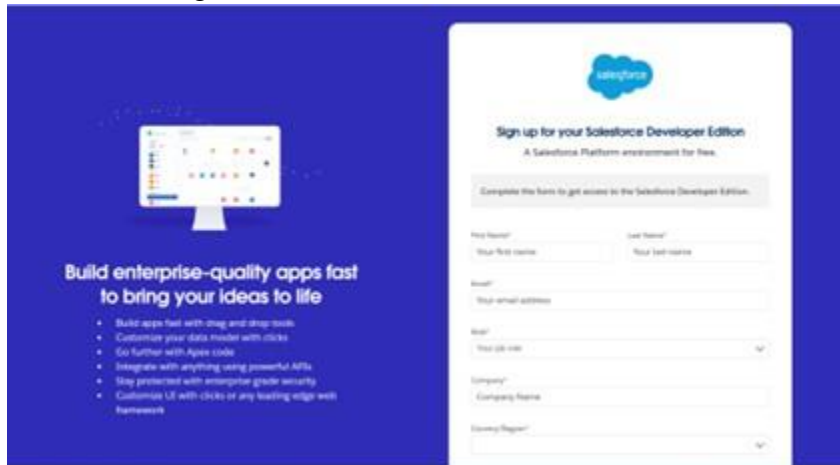 Build enterprise-quality apps fast
to bring your ideas to life
Build apps fast with drag and drop tools
Customize your data model with clicks
Go further with Apex code
Integrate with anything using powerful APIs
Stay protected with enterprise grade security
Customize UI with clicks or any leading edge web
framework
salesforce
Sign up for your Salesforce Developer Edition
A Salesforce Platform environment for free.
Complete the form to get access to the Salesforce Developer Edition.
First Name* Last Name*
Your first name Your last name
Email*
Your email address
Your job role
Company*
Company Name
Country/Region*